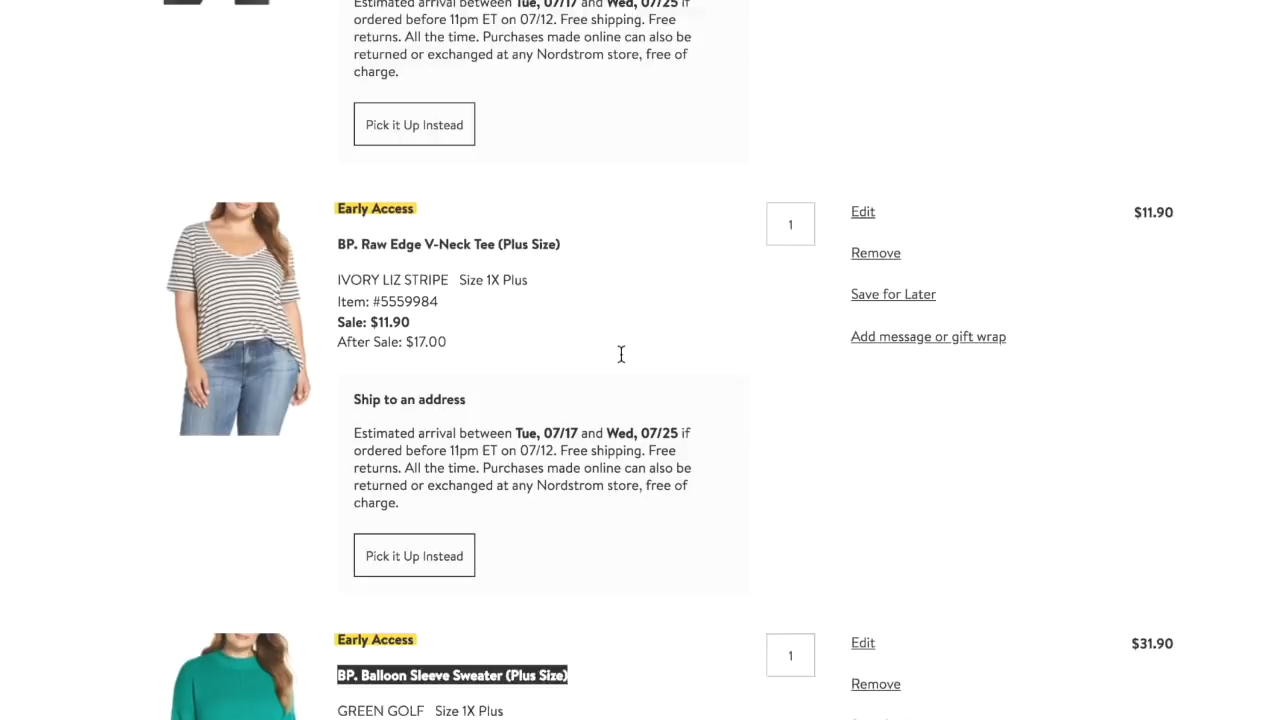 Estimated arrival between Tue, 07/17 and Wed, 07/25 if
ordered before 11pm ET on 07/12. Free shipping. Free
returns. All the time. Purchases made online can also be
returned or exchanged at any Nordstrom store, free of
charge.
Pick it Up Instead
Early Access
BP. Raw Edge V-Neck Tee (Plus Size)
IVORY LIZ STRIPE Size 1X Plus
Item: #5559984
Sale: $11.90
After Sale: $17.00
1
Edit
Remove
Save for Later
Add message or gift wrap
$11.90
Ship to an address
Estimated arrival between Tue, 07/17 and Wed, 07/25 if
ordered before 11pm ET on 07/12. Free shipping. Free
returns. All the time. Purchases made online can also be
returned or exchanged at any Nordstrom store, free of
charge.
Pick it Up Instead
Early Access
BP. Balloon Sleeve Sweater (Plus Size)
GREEN GOLF Size 1X Plus
1
Edit
Remove
$31.90